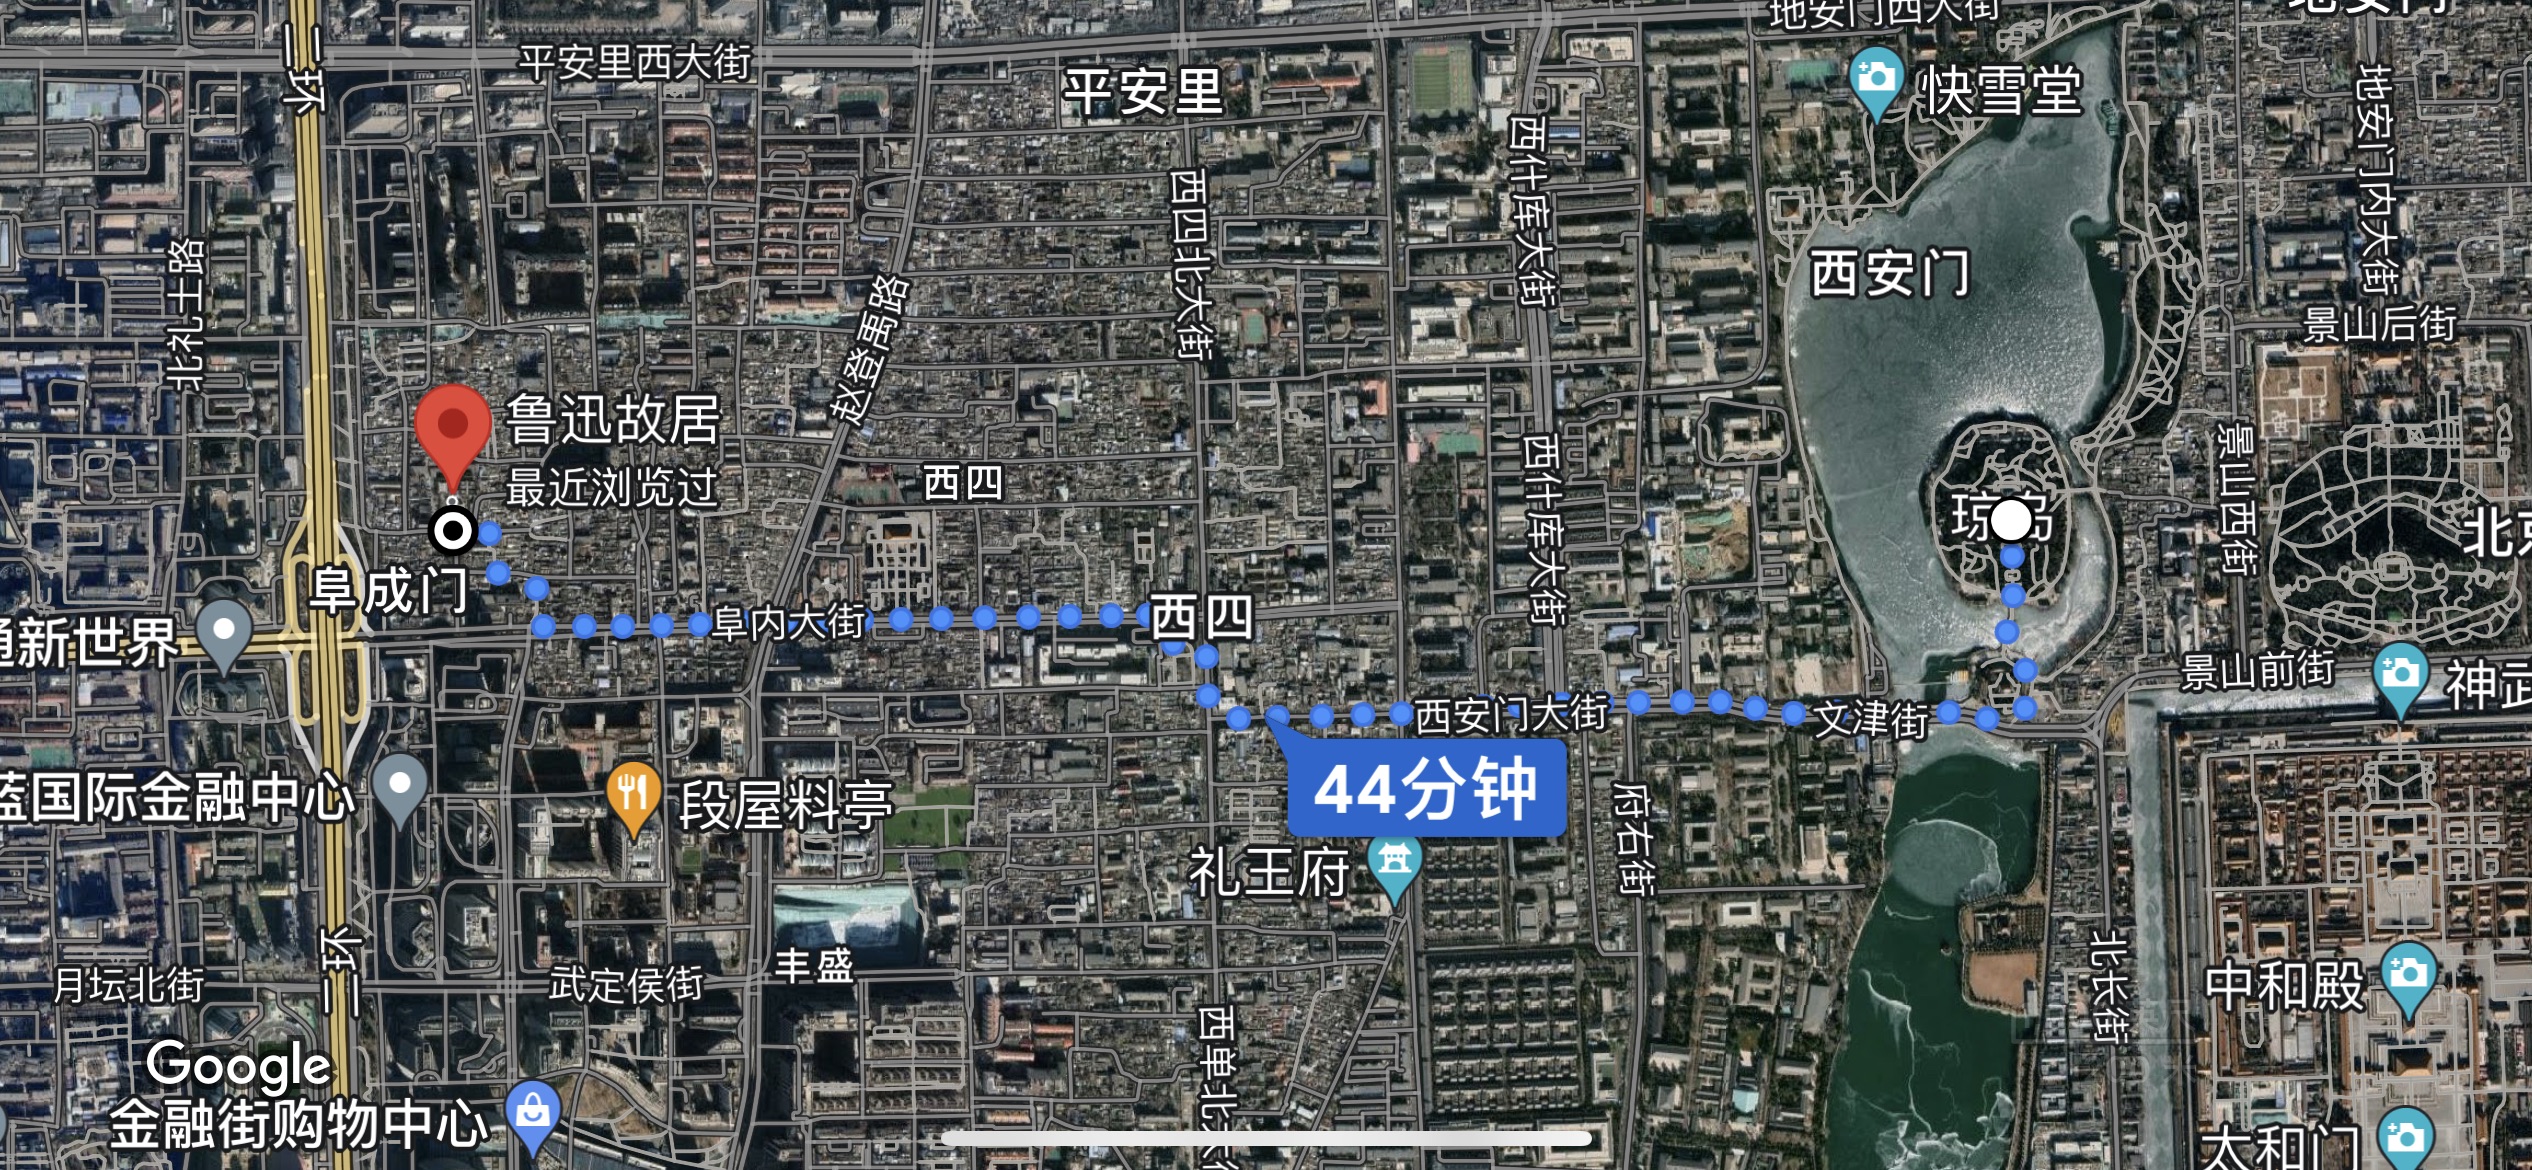 地安门西大街
二环
平安里西大街
平安里
快雪堂
地安门内大街
西什库大街
西四北大街
北礼士路
西安门
赵登禹路
景山后街
鲁迅故居
最近浏览过
西四
西什库大街
景山西街
琼岛
阜成门
通新世界
阜内大街
西四
景山前街
西安门大街
文津街
44分钟
蓝国际金融中心
段屋料亭
府右街
礼王府
二环
丰盛
北长街
月坛北街
武定侯街
中和殿
西单北大街
Google
金融街购物中心
太和门